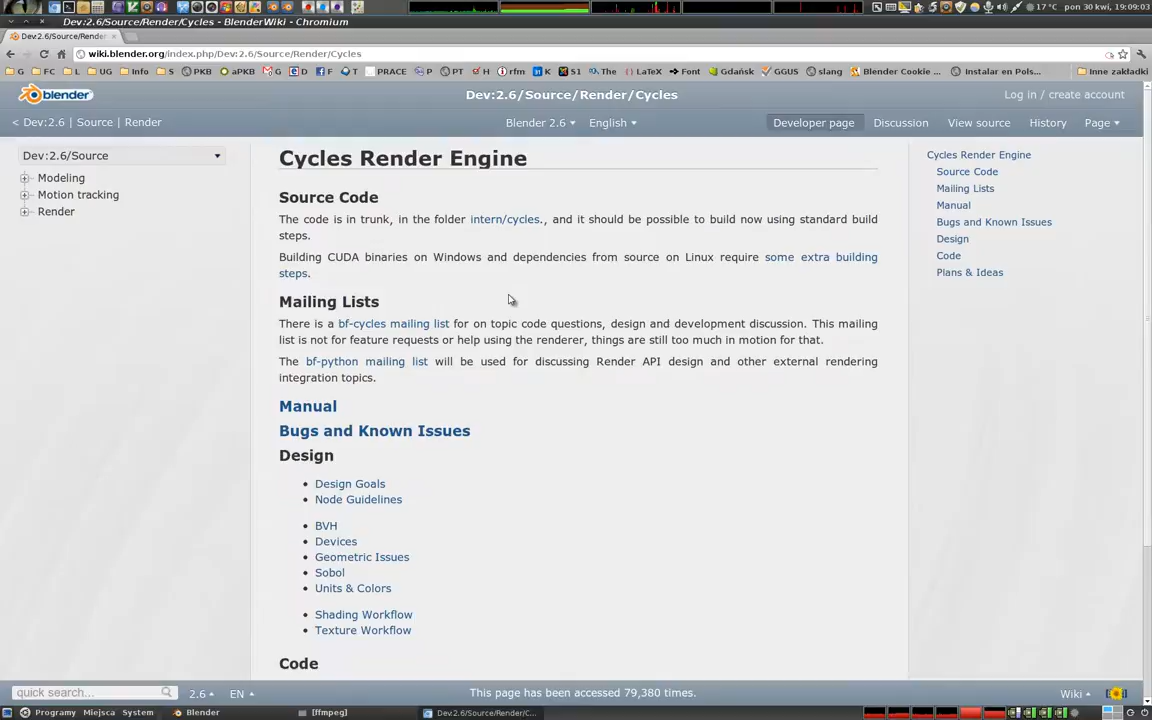 17 °C pon 30 kwi, 19:09:03
Dev:2.6/Source/Render/Cycles - BlenderWiki - Chromium
Dev:2.6/Source/Render
wiki.blender.org/index.php/Dev:2.6/Source/Render/Cycles
G FC L UG Info S PKB aPKB G D F T PRACE P PT H rfm K S1 The LaTeX Font Gdańsk GGUS slang Blender Cookie ... Instalar en Pols... Inne zakładki
blender
Dev:2.6/Source/Render/Cycles
Log in / create account
< Dev:2.6 | Source | Render
Blender 2.6 English
Developer page Discussion View source History Page
Dev:2.6/Source
Modeling
Motion tracking
Render
Cycles Render Engine
Source Code
The code is in trunk, in the folder intern/cycles., and it should be possible to build now using standard build
steps.
Building CUDA binaries on Windows and dependencies from source on Linux require some extra building
steps.
Mailing Lists
There is a bf-cycles mailing list for on topic code questions, design and development discussion. This mailing
list is not for feature requests or help using the renderer, things are still too much in motion for that.
The bf-python mailing list will be used for discussing Render API design and other external rendering
integration topics.
Manual
Bugs and Known Issues
Design
Design Goals
Node Guidelines
BVH
Devices
Geometric Issues
Sobol
Units & Colors
Shading Workflow
Texture Workflow
Code
Cycles Render Engine
Source Code
Mailing Lists
Manual
Bugs and Known Issues
Design
Code
Plans & Ideas
quick search...
2.6 EN
This page has been accessed 79,380 times.
Wiki
Programy Miejsca System Blender [ffmpeg] Dev:2.6/Source/Render/C...